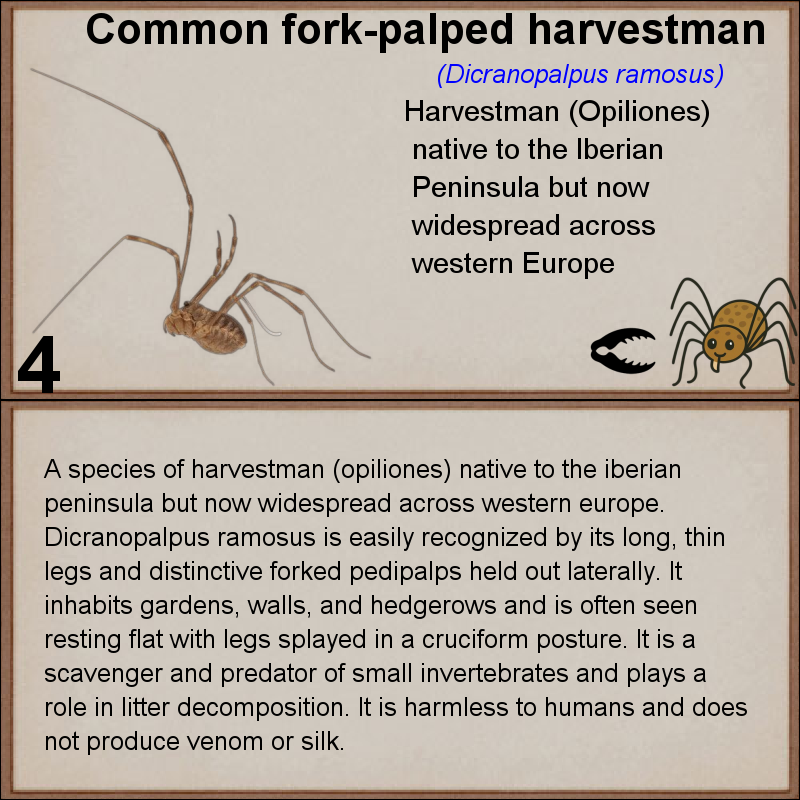 Common fork-palped harvestman
(Dicranopalpus ramosus)
Harvestman (Opiliones)
native to the Iberian
Peninsula but now
widespread across
western Europe
4
A species of harvestman (opiliones) native to the iberian
peninsula but now widespread across western europe.
Dicranopalpus ramosus is easily recognized by its long, thin
legs and distinctive forked pedipalps held out laterally. It
inhabits gardens, walls, and hedgerows and is often seen
resting flat with legs splayed in a cruciform posture. It is a
scavenger and predator of small invertebrates and plays a
role in litter decomposition. It is harmless to humans and does
not produce venom or silk.